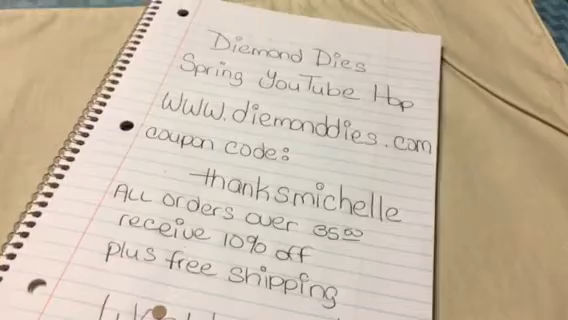 Diemond Dies
Spring YouTube Hop
www.diemonddies.com
coupon code:
thanksmichelle
ALL orders over 35⁰⁰
receive 10% off
plus free shipping